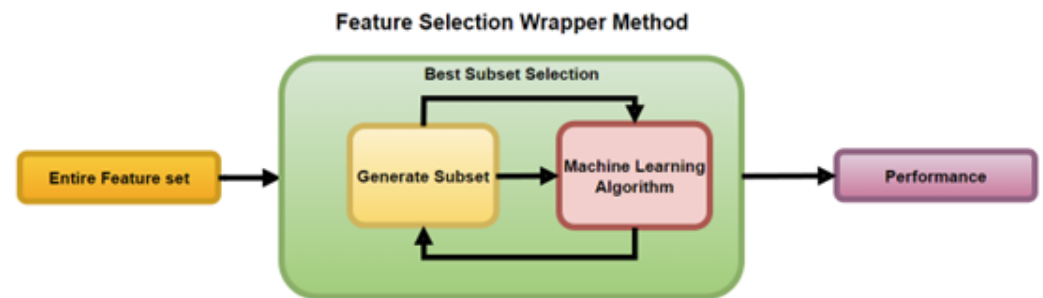 Feature Selection Wrapper Method
Best Subset Selection
Entire Feature set
Generate Subset
Machine Learning
Algorithm
Performance